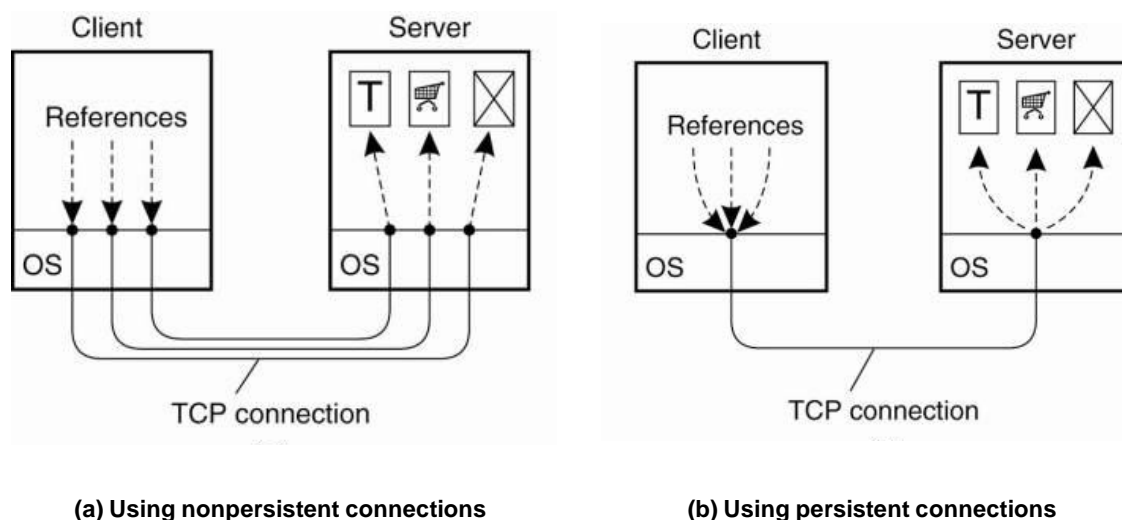 Client
Server
T
References
OS
OS
TCP connection
(a) Using nonpersistent connections
Client
Server
T
References
OS
OS
TCP connection
(b) Using persistent connections